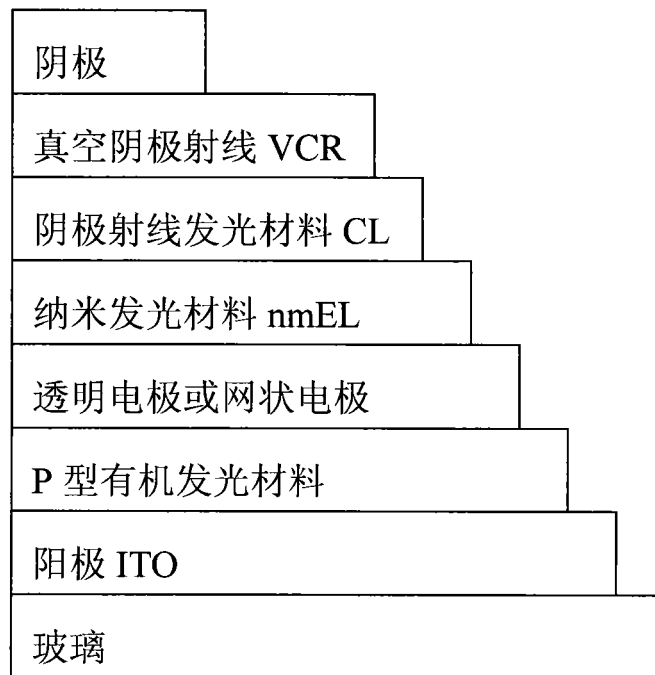 阴极
真空阴极射线 VCR
阴极射线发光材料 CL
纳米发光材料 nmEL
透明电极或网状电极
P 型有机发光材料
阳极 ITO
玻璃